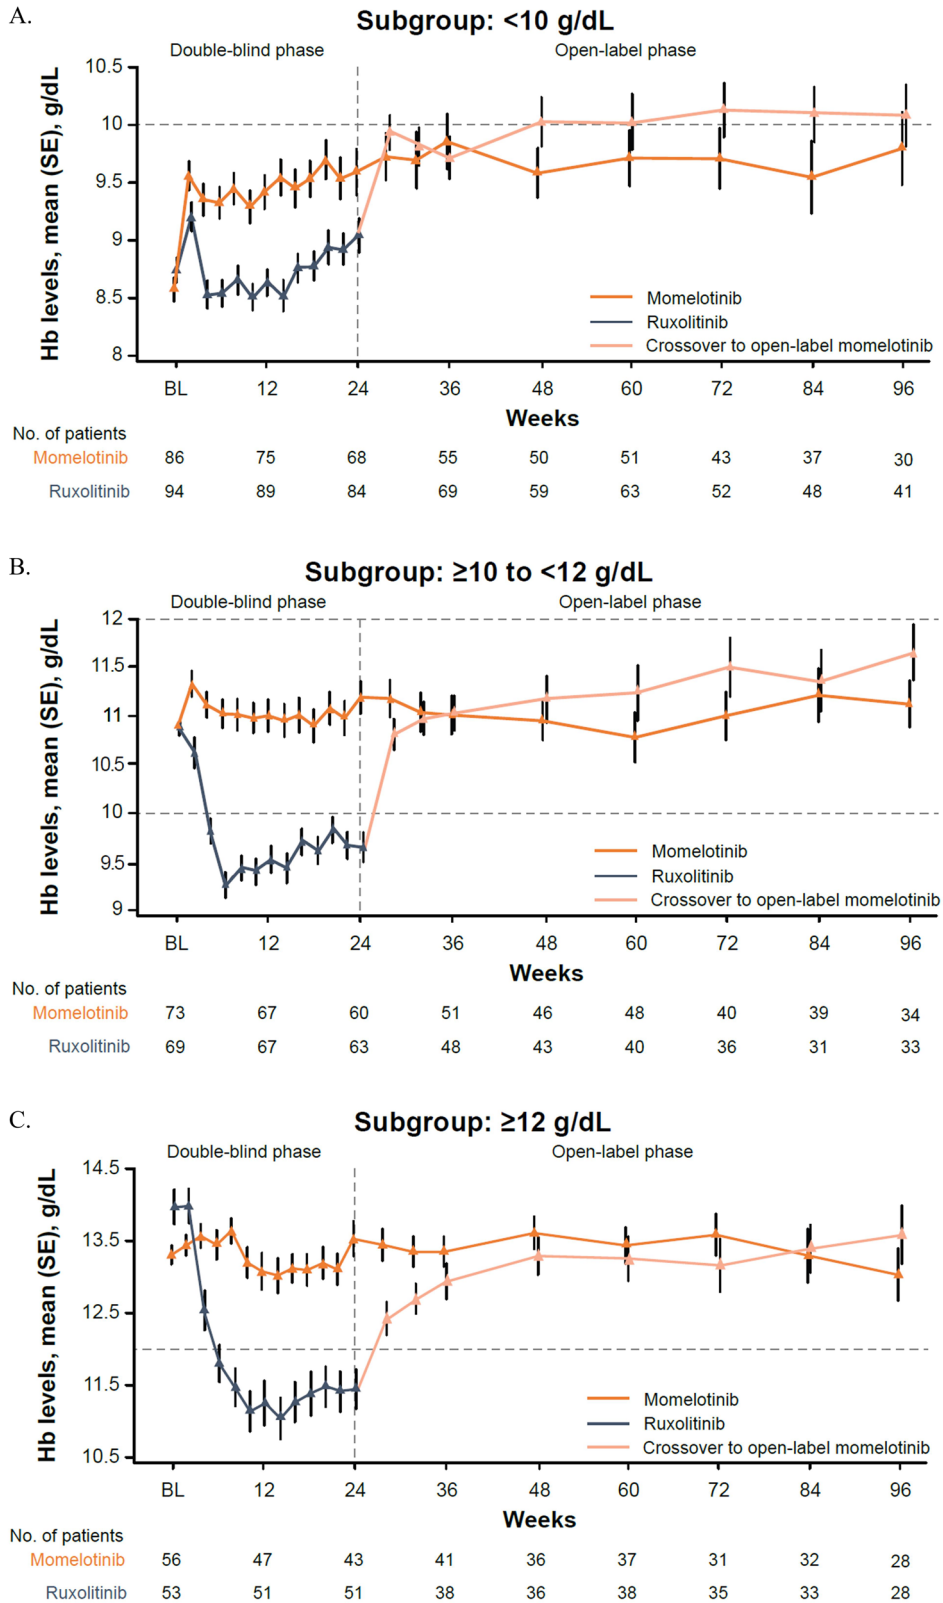 A.
Subgroup: <10 g/dL
Double-blind phase Open-label phase
Hb levels, mean (SE), g/dL
10.5
10
9.5
9
8.5
8
Momelotinib
Ruxolitinib
Crossover to open-label momelotinib
BL 12 24 36 48 60 72 84 96
Weeks
No. of patients
Momelotinib 86 75 68 55 50 51 43 37 30
Ruxolitinib 94 89 84 69 59 63 52 48 41
B.
Subgroup: ≥10 to <12 g/dL
Double-blind phase Open-label phase
Hb levels, mean (SE), g/dL
12
11.5
11
10.5
10
9.5
9
Momelotinib
Ruxolitinib
Crossover to open-label momelotinib
BL 12 24 36 48 60 72 84 96
Weeks
No. of patients
Momelotinib 73 67 60 51 46 48 40 39 34
Ruxolitinib 69 67 63 48 43 40 36 31 33
C.
Subgroup: ≥12 g/dL
Double-blind phase Open-label phase
Hb levels, mean (SE), g/dL
14.5
13.5
12.5
11.5
10.5
Momelotinib
Ruxolitinib
Crossover to open-label momelotinib
BL 12 24 36 48 60 72 84 96
Weeks
No. of patients
Momelotinib 56 47 43 41 36 37 31 32 28
Ruxolitinib 53 51 51 38 36 38 35 33 28